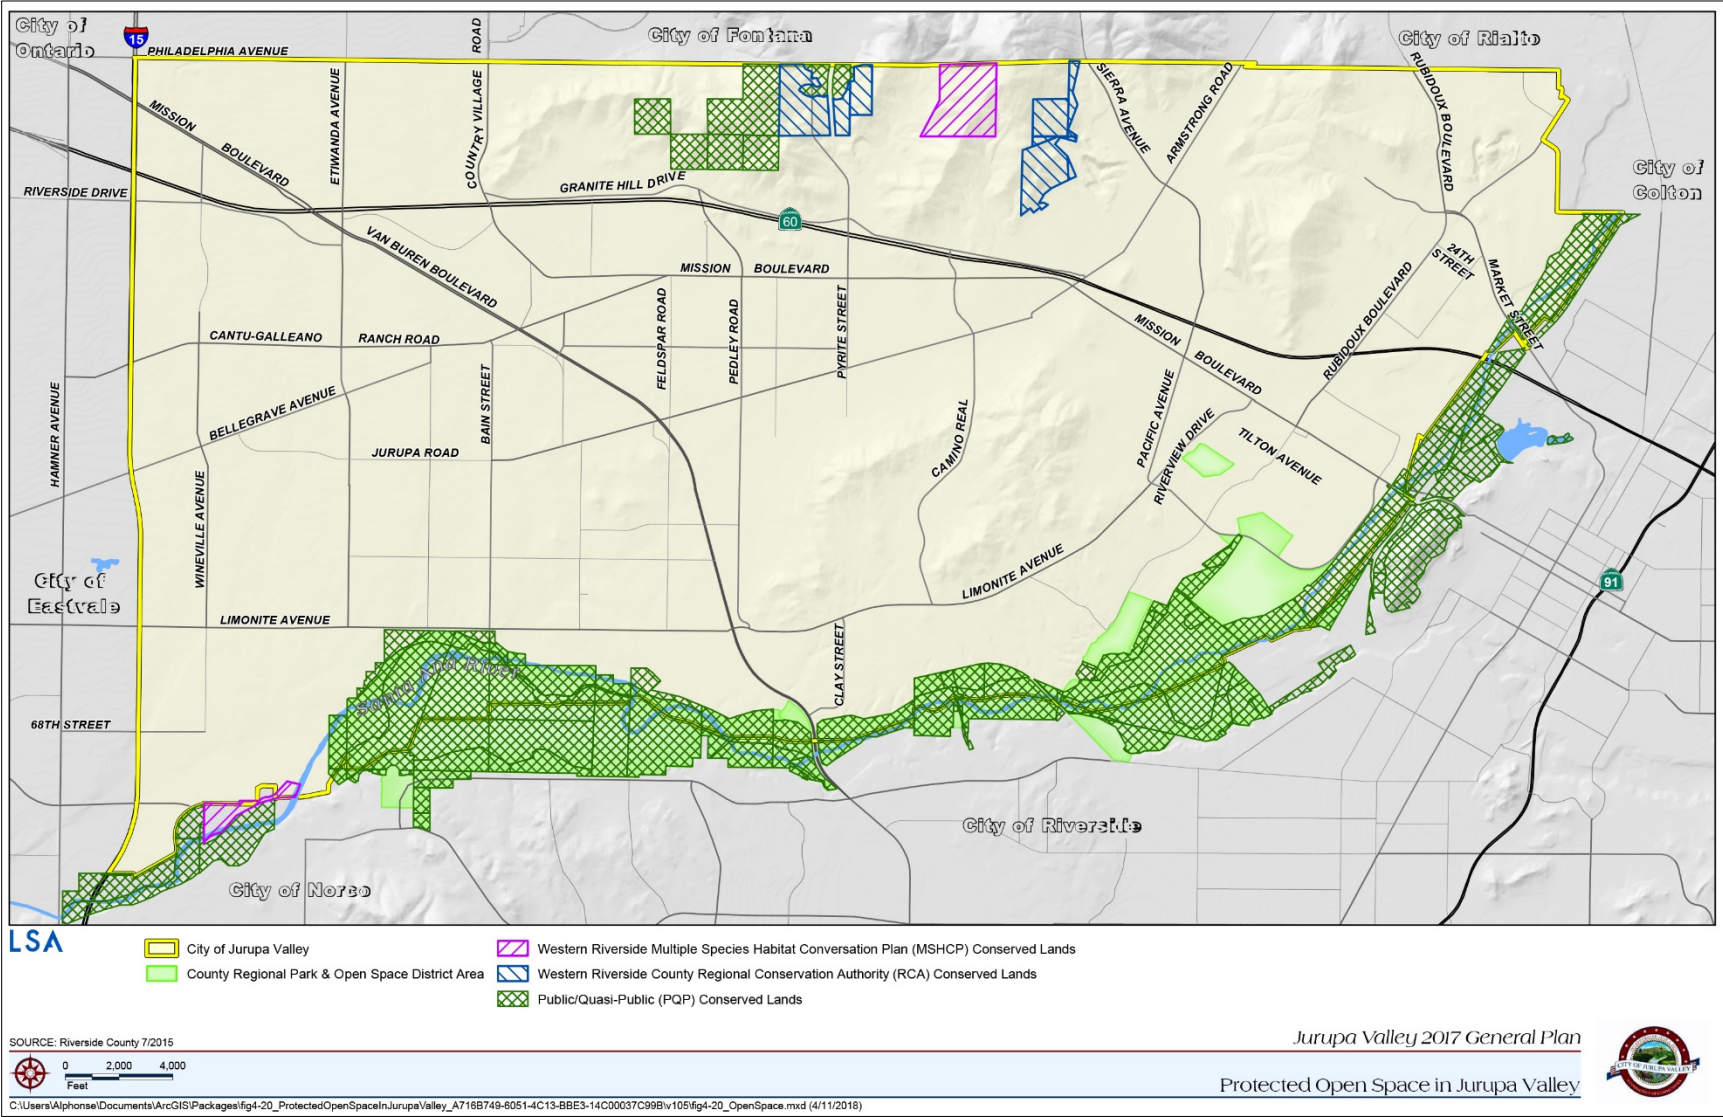 City of
Ontario
15
PHILADELPHIA AVENUE
ROAD
COUNTRY VILLAGE
City of Fontana
City of Rialto
City of
Colton
MISSION
BOULEVARD
ETIWANDA AVENUE
RIVERSIDE DRIVE
GRANITE HILL DRIVE
60
SIERRA AVENUE
ARMSTRONG ROAD
RUBIDOUX BOULEVARD
VAN BUREN BOULEVARD
MISSION BOULEVARD
24TH
STREET
MARKET STREET
RUBIDOUX BOULEVARD
CANTU-GALLEANO RANCH ROAD
FELDSPAR ROAD
PEDLEY ROAD
PYRITE STREET
MISSION BOULEVARD
HAMNER AVENUE
BELLEGRAVE AVENUE
BAIN STREET
JURUPA ROAD
CAMINO REAL
PACIFIC AVENUE
RIVERVIEW DRIVE
TILTON AVENUE
WINEVILLE AVENUE
City of
Eastvale
LIMONITE AVENUE
LIMONITE AVENUE
91
CLAY STREET
Santa Ana River
68TH STREET
City of Riverside
City of Norco
LSA
City of Jurupa Valley
County Regional Park & Open Space District Area
Western Riverside Multiple Species Habitat Conversation Plan (MSHCP) Conserved Lands
Western Riverside County Regional Conservation Authority (RCA) Conserved Lands
Public/Quasi-Public (PQP) Conserved Lands
SOURCE: Riverside County 7/2015
0 2,000 4,000
Feet
Jurupa Valley 2017 General Plan
Protected Open Space in Jurupa Valley
CITY OF JURUPA VALLEY
C:\Users\Alphonse\Documents\ArcGIS\Packages\fig4-20_ProtectedOpenSpaceInJurupaValley_A716B749-6051-4C13-BBE3-14C00037C99B\v105\fig4-20_OpenSpace.mxd (4/11/2018)